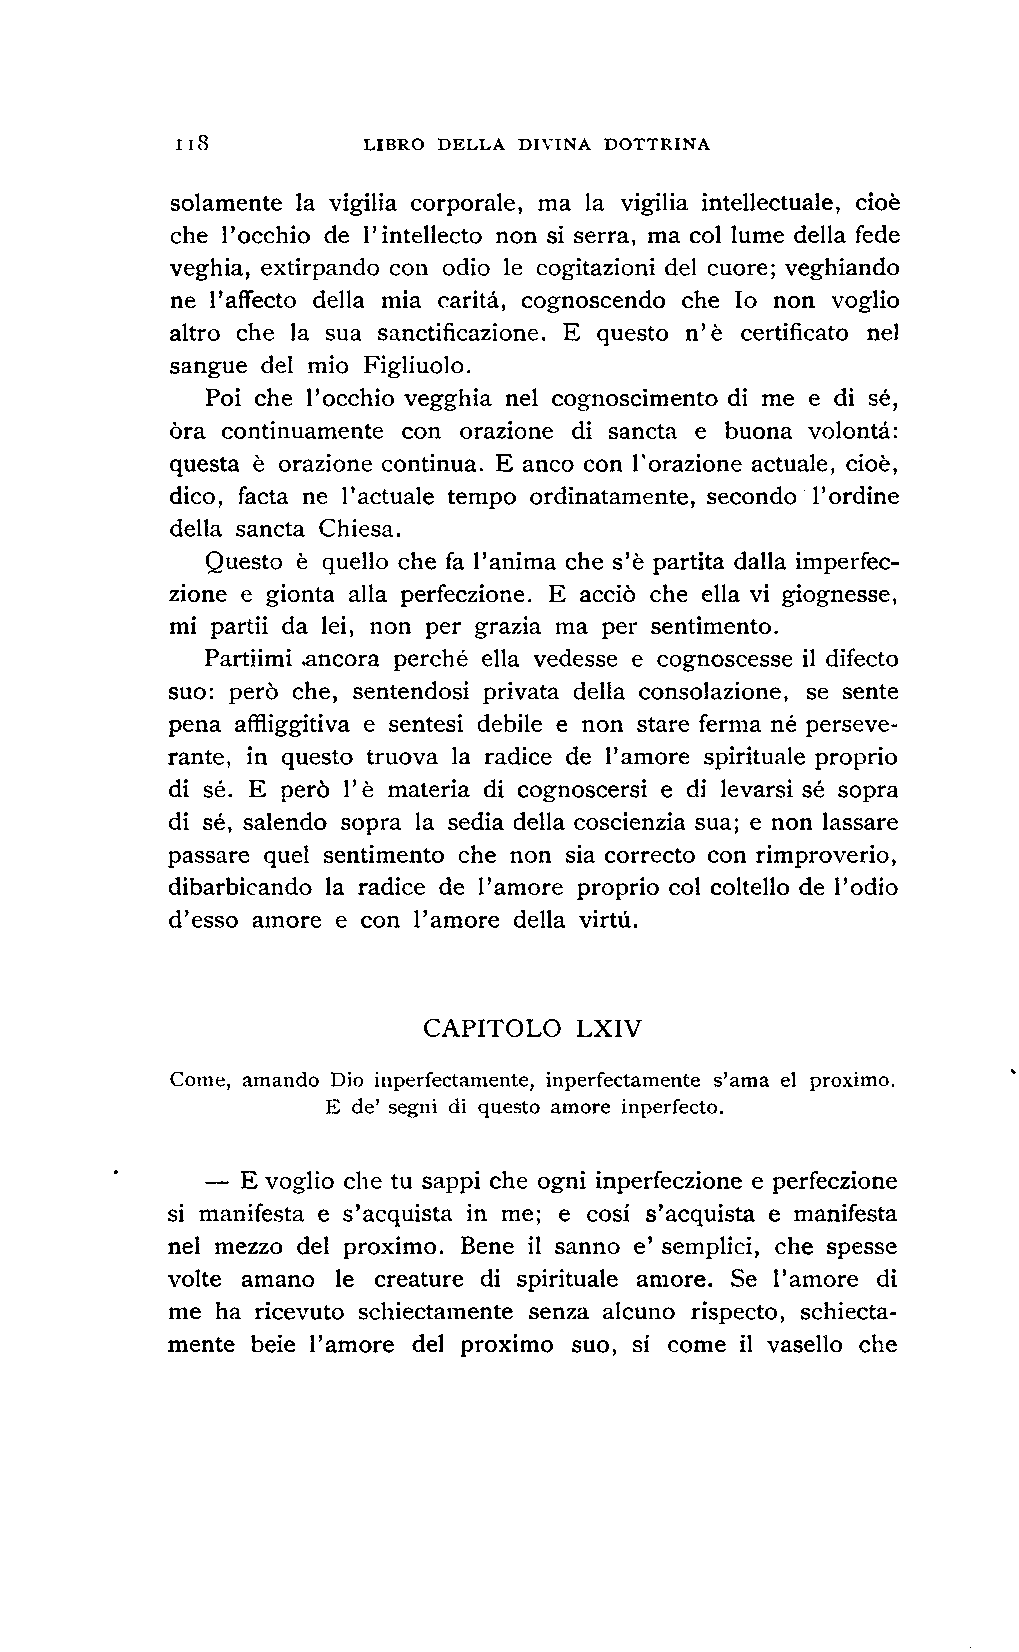 118 LIBRO DELLA DIVINA DOTTRINA
solamente la vigilia corporale, ma la vigilia intellectuale, cioè
che l'occhio de l'intellecto non si serra, ma col lume della fede
veghia, extirpando con odio le cogitazioni del cuore; veghiando
ne l'affecto della mia caritá, cognoscendo che Io non voglio
altro che la sua sanctificazione. E questo n'è certificato nel
sangue del mio Figliuolo.
Poi che l'occhio vegghia nel cognoscimento di me e di sé,
òra continuamente con orazione di sancta e buona volontá:
questa è orazione continua. E anco con l'orazione actuale, cioè,
dico, facta ne l'actuale tempo ordinatamente, secondo l'ordine
della sancta Chiesa.
Questo è quello che fa l'anima che s'è partita dalla imperfec-
zione e gionta alla perfeczione. E acciò che ella vi giognesse,
mi partii da lei, non per grazia ma per sentimento.
Partiimi ancora perché ella vedesse e cognoscesse il difecto
suo: però che, sentendosi privata della consolazione, se sente
pena affliggitiva e sentesi debile e non stare ferma né perseve-
rante, in questo truova la radice de l'amore spirituale proprio
di sé. E però l'è materia di cognoscersi e di levarsi sé sopra
di sé, salendo sopra la sedia della coscienzia sua; e non lassare
passare quel sentimento che non sia correcto con rimproverio,
dibarbicando la radice de l'amore proprio col coltello de l'odio
d'esso amore e con l'amore della virtú.
CAPITOLO LXIV
Come, amando Dio inperfectamente, inperfectamente s'ama el proximo.
E de' segni di questo amore inperfecto.
— E voglio che tu sappi che ogni inperfeczione e perfeczione
si manifesta e s'acquista in me; e cosí s'acquista e manifesta
nel mezzo del proximo. Bene il sanno e' semplici, che spesse
volte amano le creature di spirituale amore. Se l'amore di
me ha ricevuto schiectamente senza alcuno rispecto, schiecta-
mente beie l'amore del proximo suo, sí come il vasello che